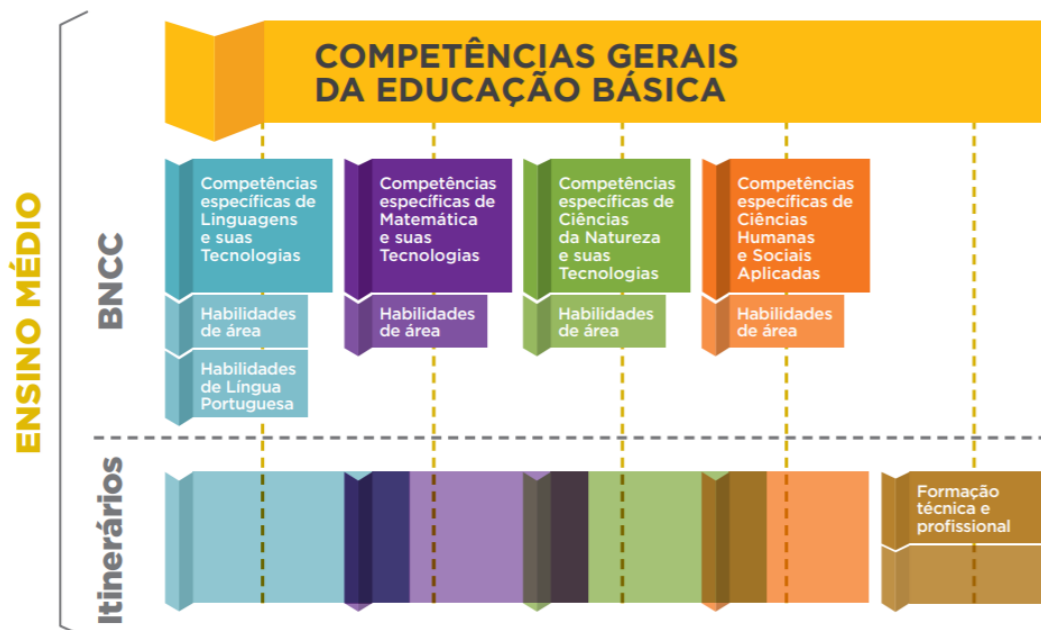 COMPETÊNCIAS GERAIS
DA EDUCAÇÃO BÁSICA
ENSINO MÉDIO
BNCC
Competências
específicas de
Linguagens
e suas
Tecnologias
Habilidades
de área
Habilidades
de Língua
Portuguesa
Competências
específicas de
Matemática
e suas
Tecnologias
Habilidades
de área
Competências
específicas de
Ciências
da Natureza
e suas
Tecnologias
Habilidades
de área
Competências
específicas de
Ciências
Humanas
e Sociais
Aplicadas
Habilidades
de área
Itinerários
Formação
técnica e
profissional